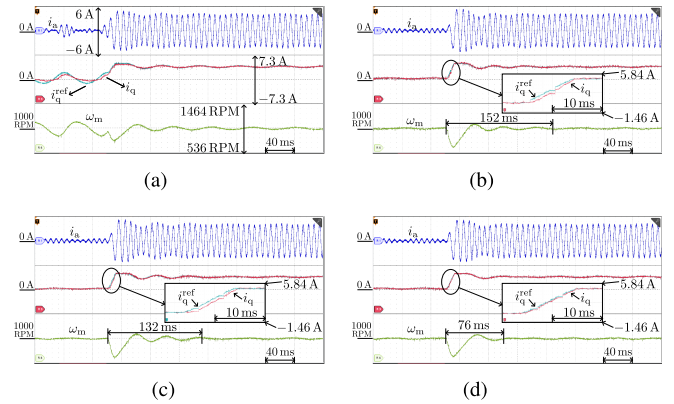 0 A
i_a
6 A
−6 A
0 A
i_q^ref
i_q
7.3 A
−7.3 A
1000 RPM
ω_m
1464 RPM
536 RPM
40 ms
(a)
0 A
i_a
0 A
i_q^ref
i_q
5.84 A
10 ms
−1.46 A
1000 RPM
ω_m
152 ms
40 ms
(b)
0 A
i_a
0 A
i_q^ref
i_q
5.84 A
10 ms
−1.46 A
1000 RPM
ω_m
132 ms
40 ms
(c)
0 A
i_a
0 A
i_q^ref
i_q
5.84 A
10 ms
−1.46 A
1000 RPM
ω_m
76 ms
40 ms
(d)